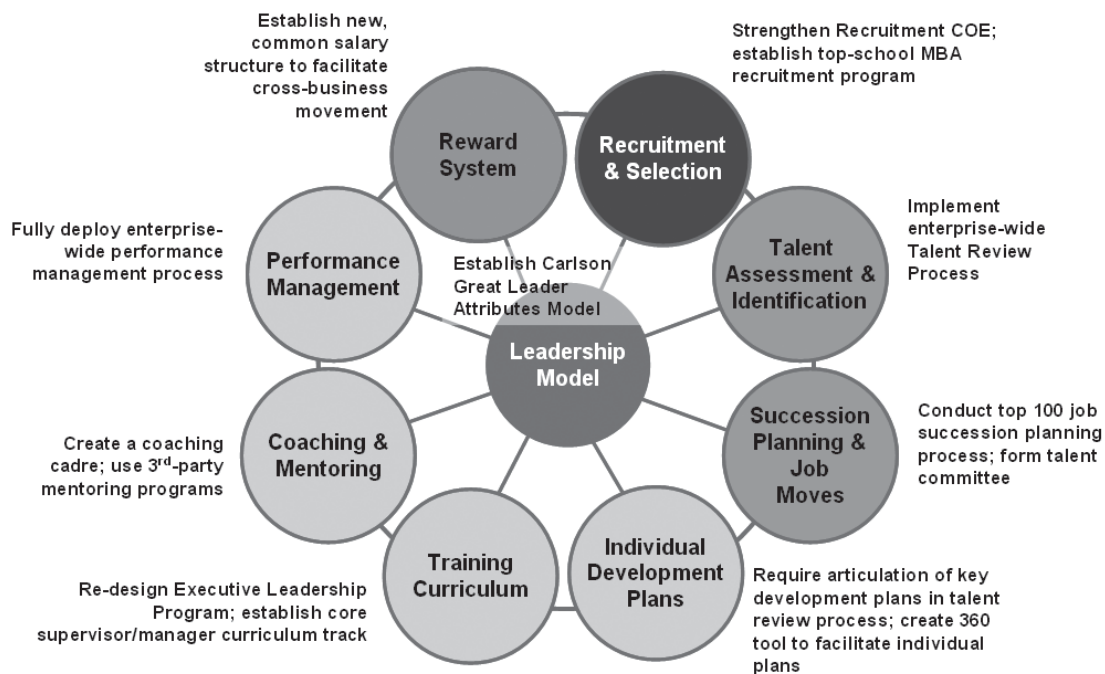 Establish new,
common salary
structure to facilitate
cross-business
movement
Strengthen Recruitment COE;
establish top-school MBA
recruitment program
Reward
System
Recruitment
& Selection
Fully deploy enterprise-
wide performance
management process
Performance
Management
Establish Carlson
Great Leader
Attributes Model
Talent
Assessment &
Identification
Implement
enterprise-wide
Talent Review
Process
Leadership
Model
Create a coaching
cadre; use 3rd-party
mentoring programs
Coaching &
Mentoring
Succession
Planning &
Job
Moves
Conduct top 100 job
succession planning
process; form talent
committee
Re-design Executive Leadership
Program; establish core
supervisor/manager curriculum track
Training
Curriculum
Individual
Development
Plans
Require articulation of key
development plans in talent
review process; create 360
tool to facilitate individual
plans